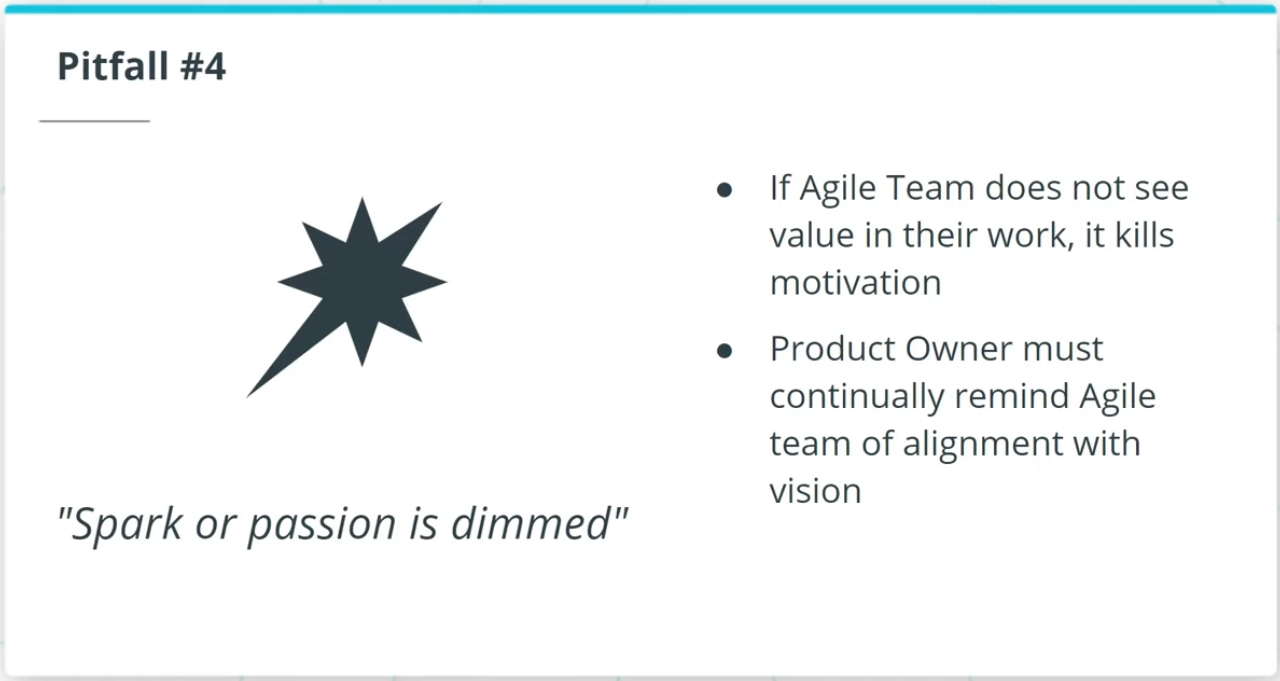 Pitfall #4
● If Agile Team does not see
value in their work, it kills
motivation
● Product Owner must
continually remind Agile
team of alignment with
vision
"Spark or passion is dimmed"